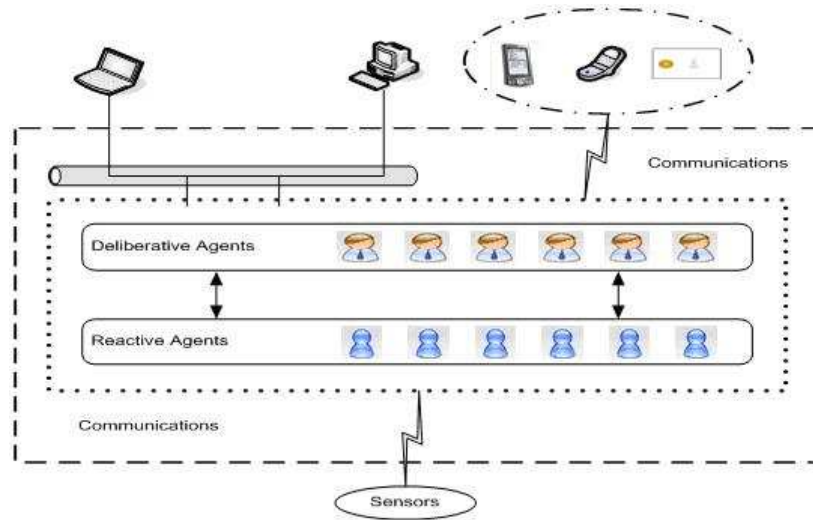 Communications
Deliberative Agents
Reactive Agents
Communications
Sensors